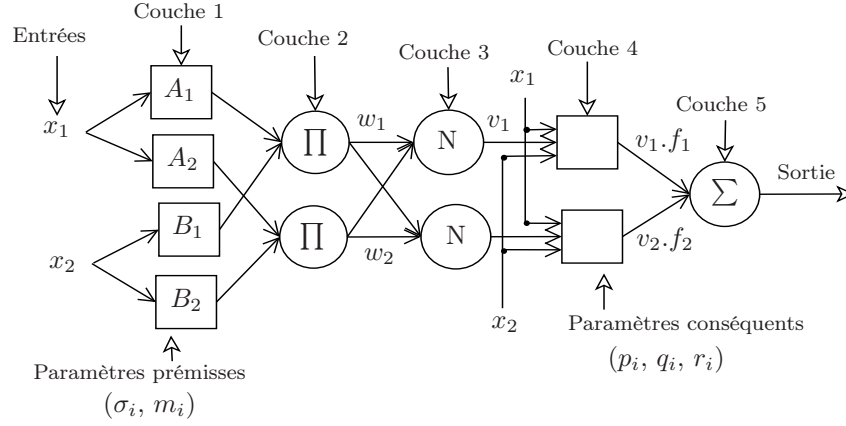 Entrées
Couche 1
Couche 2
Couche 3
Couche 4
Couche 5
x₁
x₂
A₁
A₂
B₁
B₂
∏
∏
w₁
w₂
N
N
v₁
x₁
x₂
v₁.f₁
v₂.f₂
∑
Sortie
Paramètres prémisses
(σᵢ, mᵢ)
Paramètres conséquents
(pᵢ, qᵢ, rᵢ)